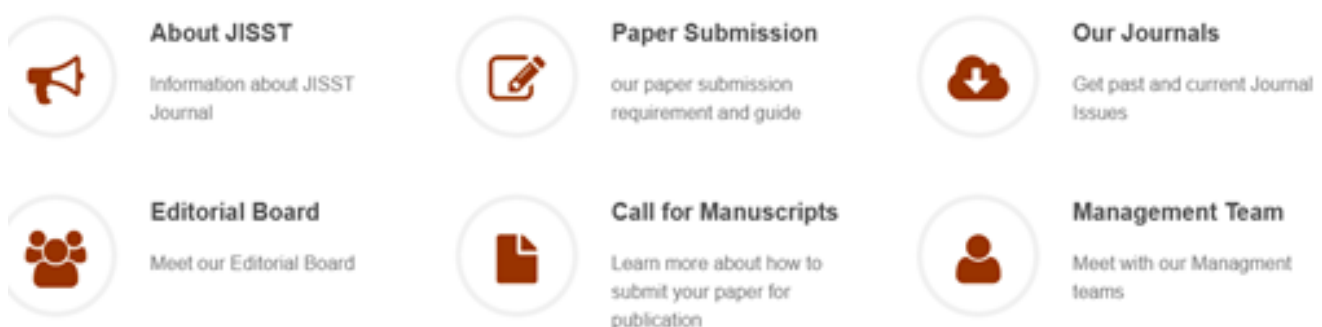 About JISST
Information about JISST
Journal
Paper Submission
our paper submission
requirement and guide
Our Journals
Get past and current Journal
Issues
Editorial Board
Meet our Editorial Board
Call for Manuscripts
Learn more about how to
submit your paper for
publication
Management Team
Meet with our Managment
teams